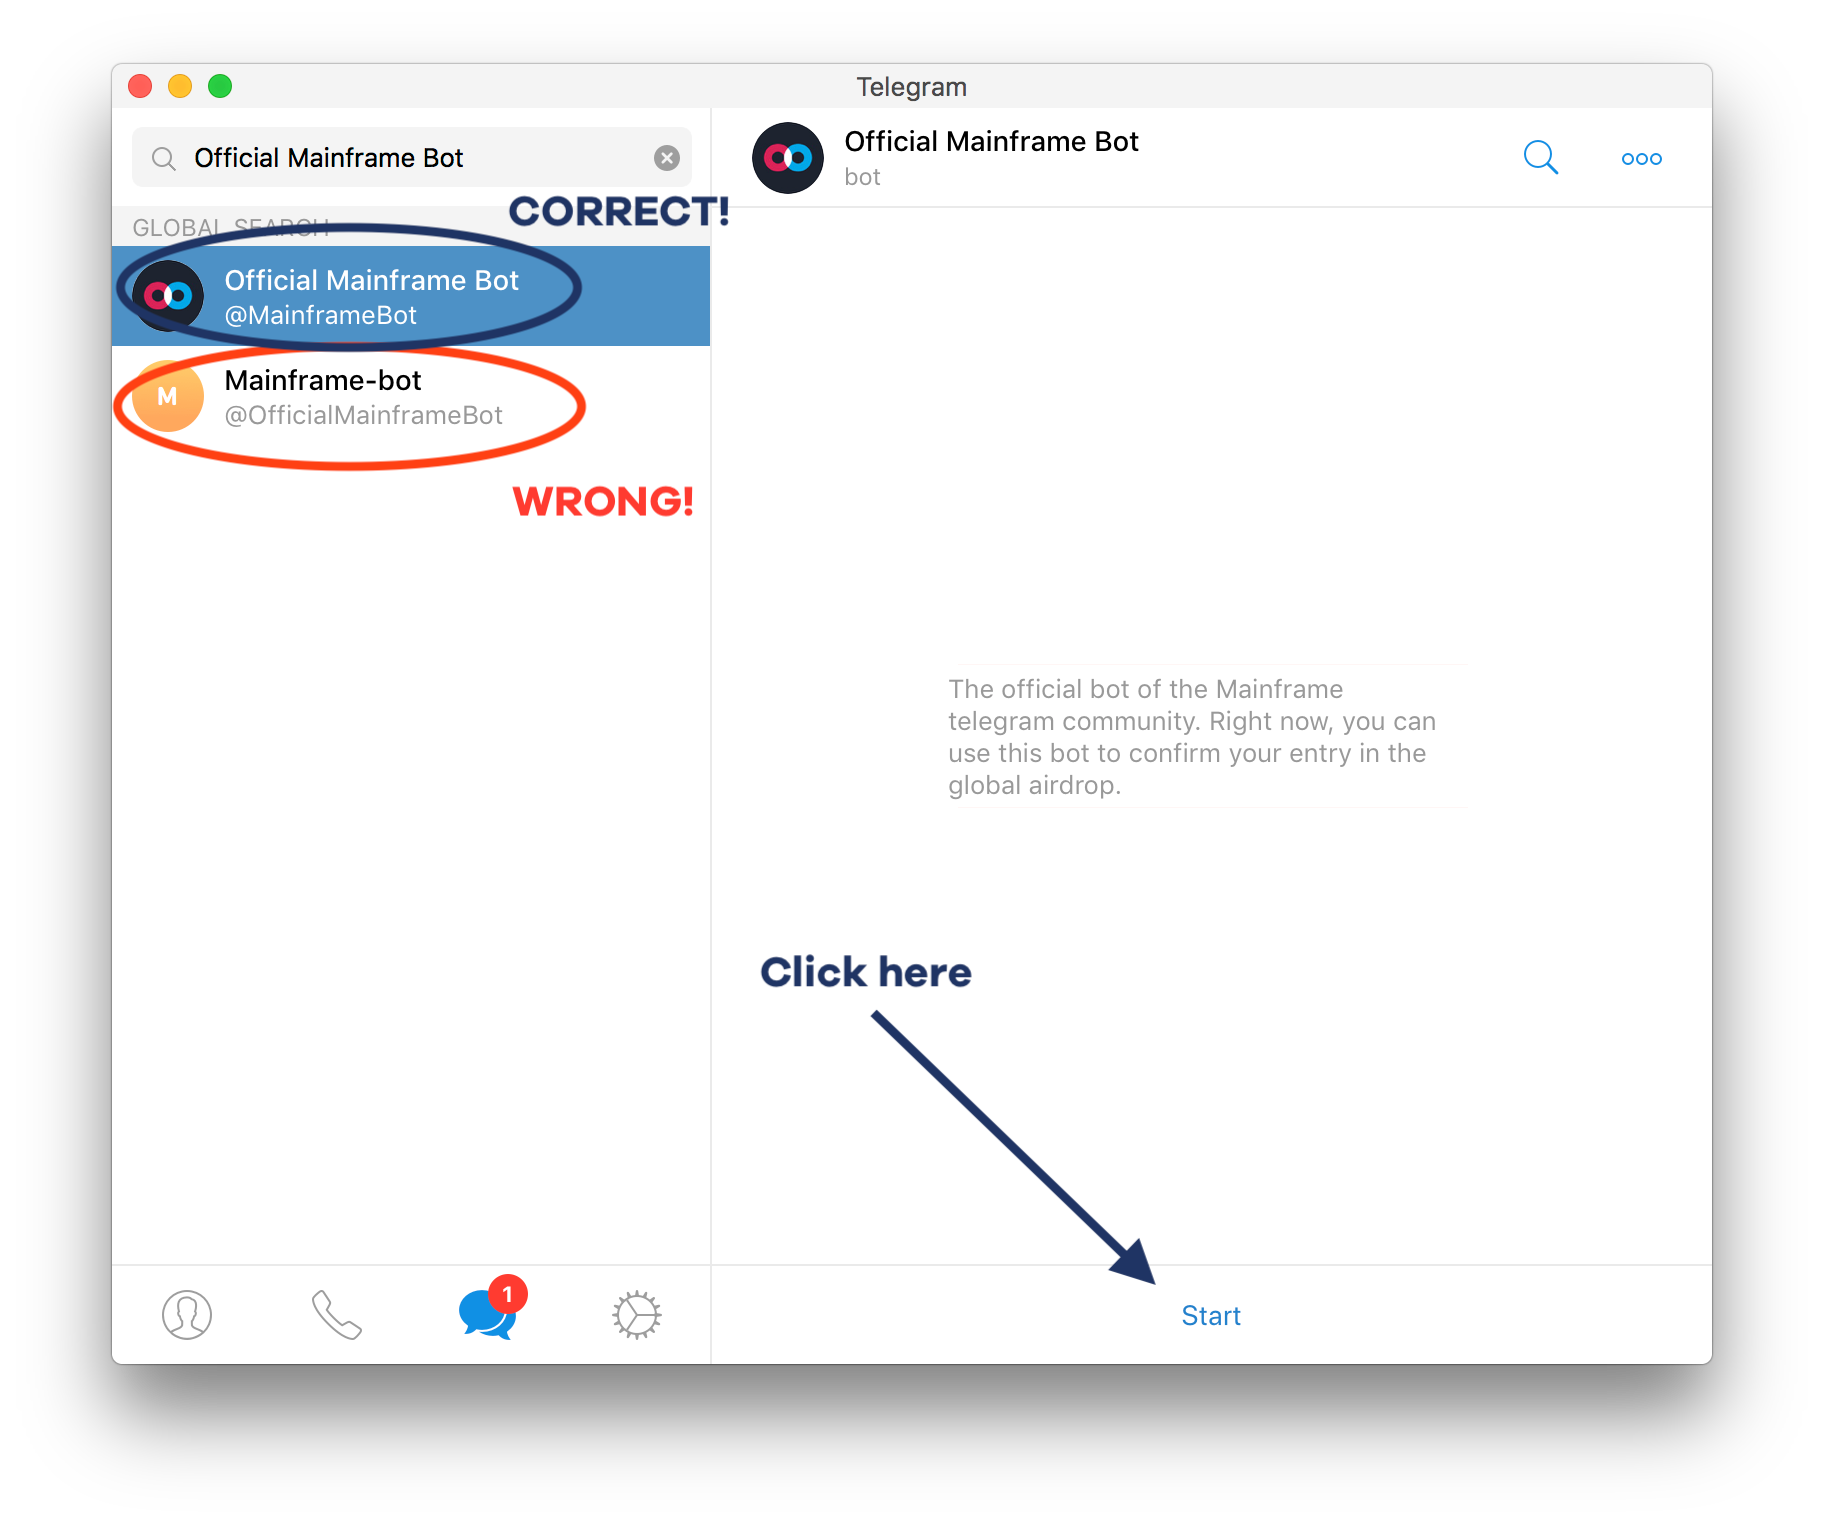 Telegram
Official Mainframe Bot
CORRECT!
GLOBAL SEARCH
Official Mainframe Bot
@MainframeBot
M
Mainframe-bot
@OfficialMainframeBot
WRONG!
Official Mainframe Bot
bot
The official bot of the Mainframe
telegram community. Right now, you can
use this bot to confirm your entry in the
global airdrop.
Click here
1
Start